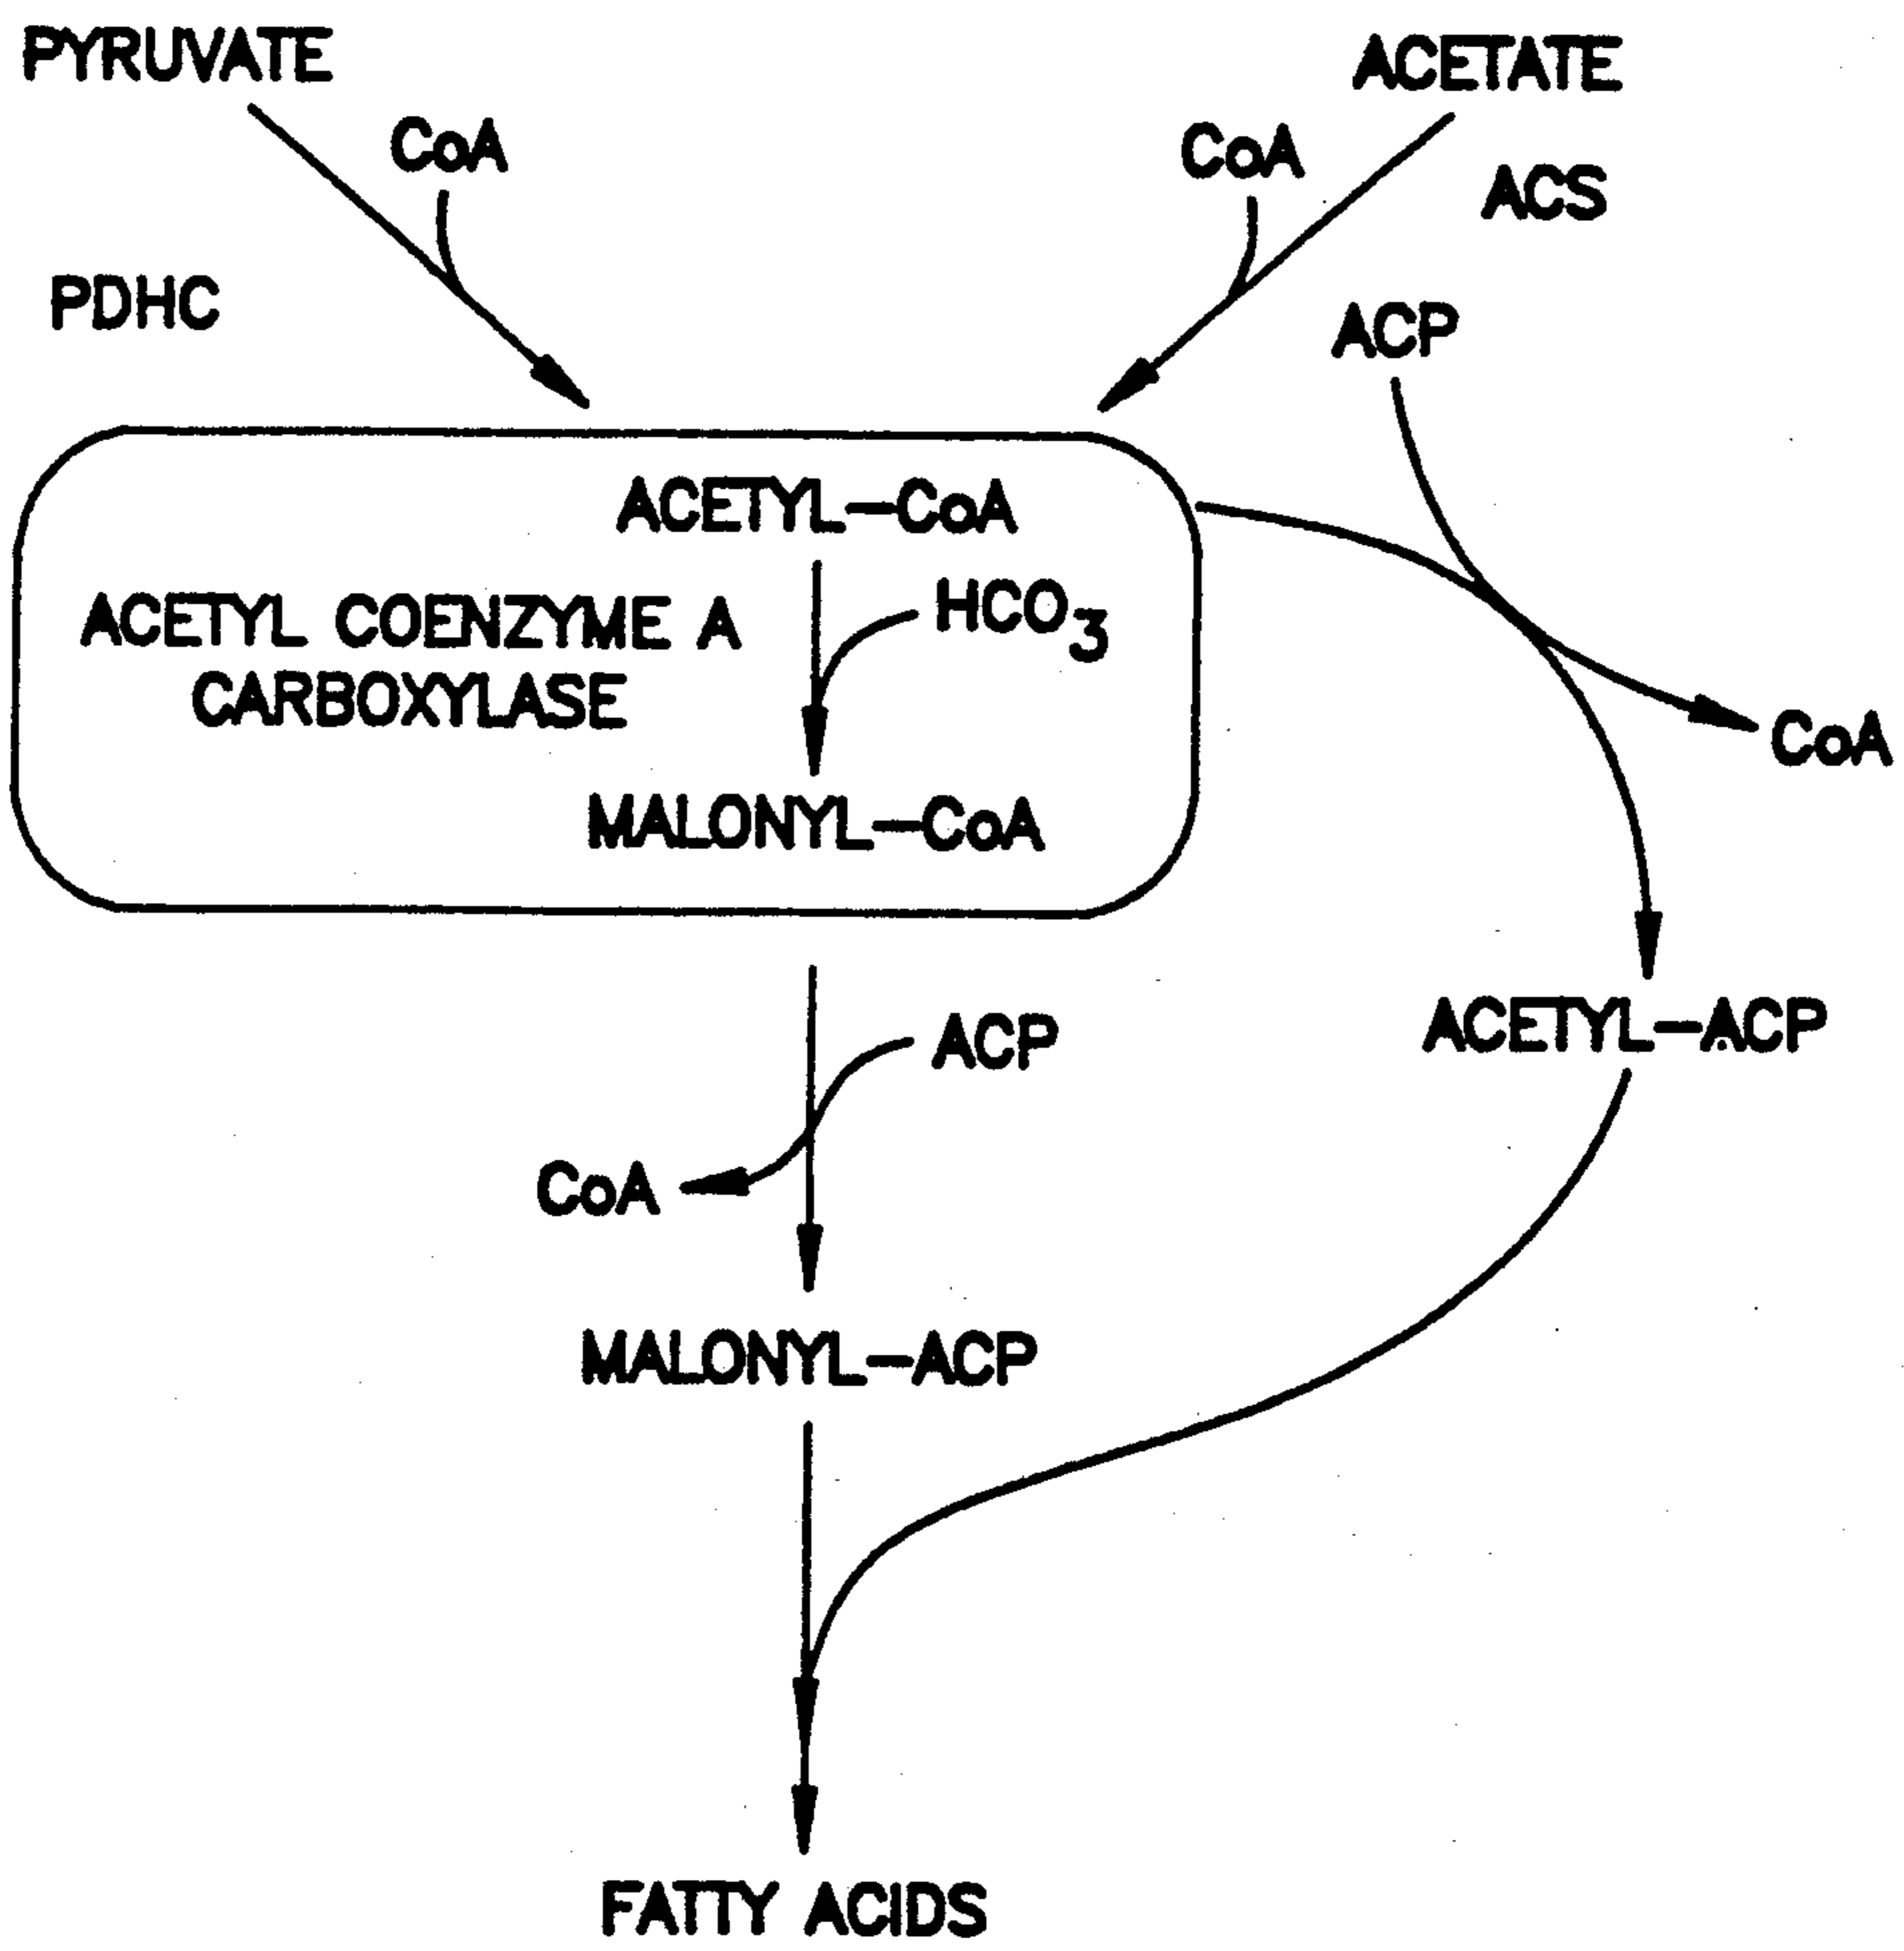 PYRUVATE
ACETATE
CoA
CoA
ACS
PDHC
ACP
ACETYL-CoA
HCO3
ACETYL COENZYME A
CARBOXYLASE
CoA
MALONYL-CoA
ACETYL-ACP
ACP
CoA
MALONYL-ACP
FATTY ACIDS